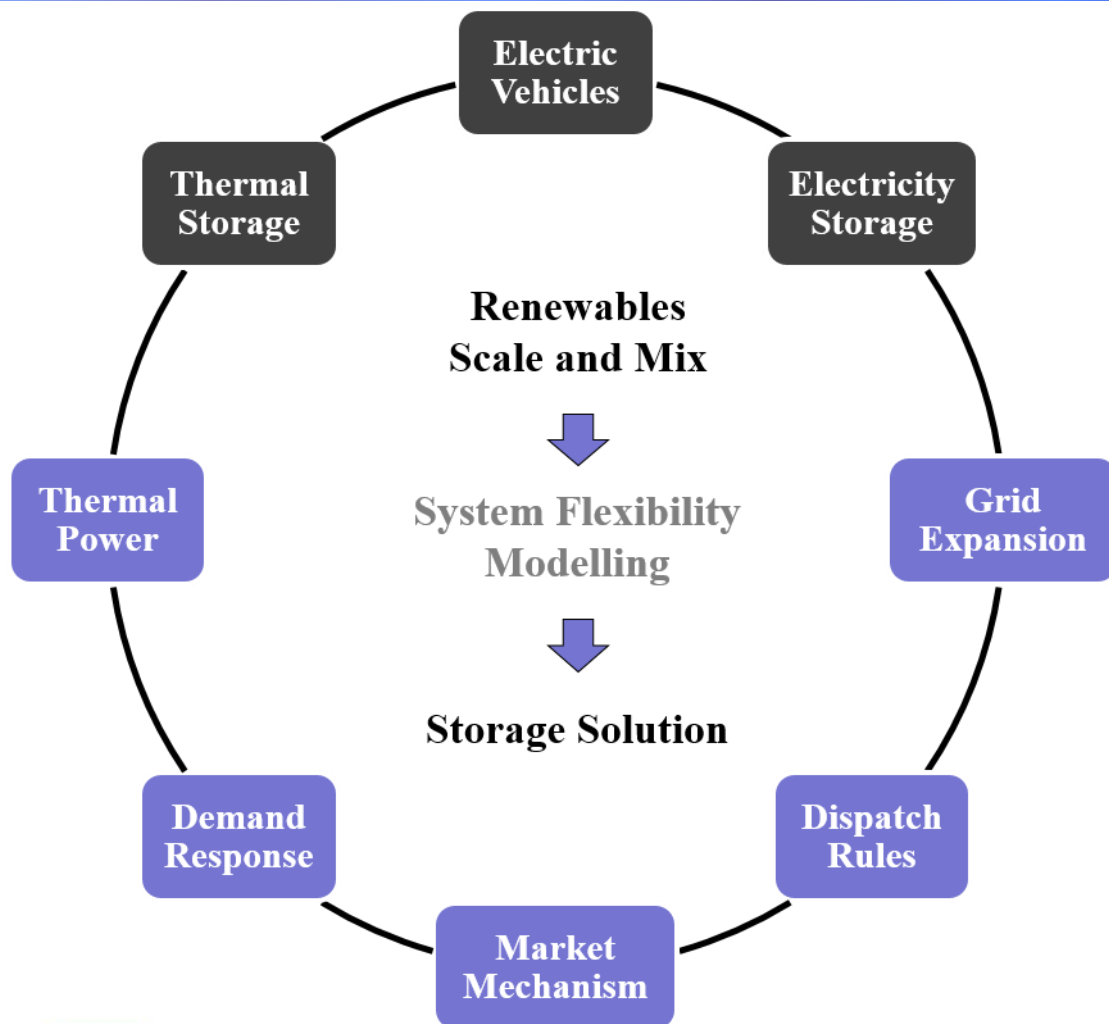 Electric
Vehicles
Thermal
Storage
Electricity
Storage
Renewables
Scale and Mix
Thermal
Power
System Flexibility
Modelling
Grid
Expansion
Storage Solution
Demand
Response
Dispatch
Rules
Market
Mechanism